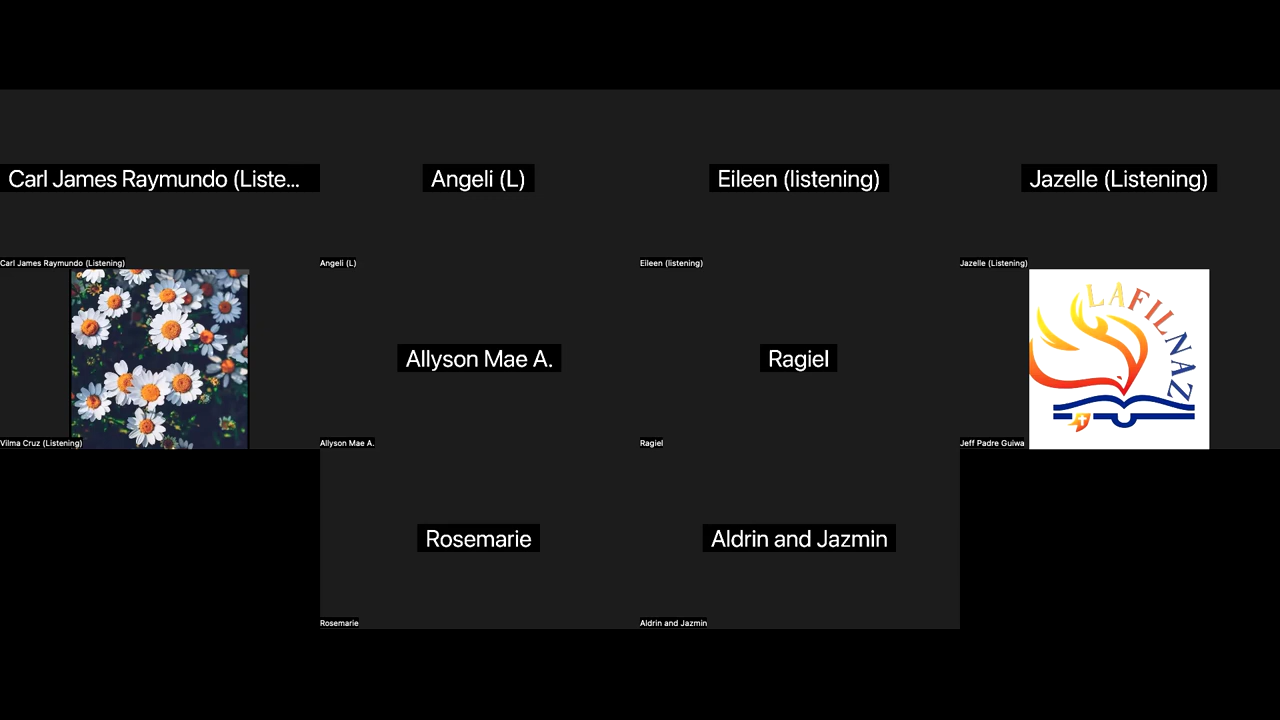 Carl James Raymundo (Liste...
Angeli (L)
Eileen (listening)
Jazelle (Listening)
Carl James Raymundo (Listening)
Angeli (L)
Eileen (listening)
Jazelle (Listening)
Allyson Mae A.
Ragiel
LAFILNAZ
Vilma Cruz (Listening)
Allyson Mae A.
Ragiel
Jeff Padre Guiwa
Rosemarie
Aldrin and Jazmin
Rosemarie
Aldrin and Jazmin